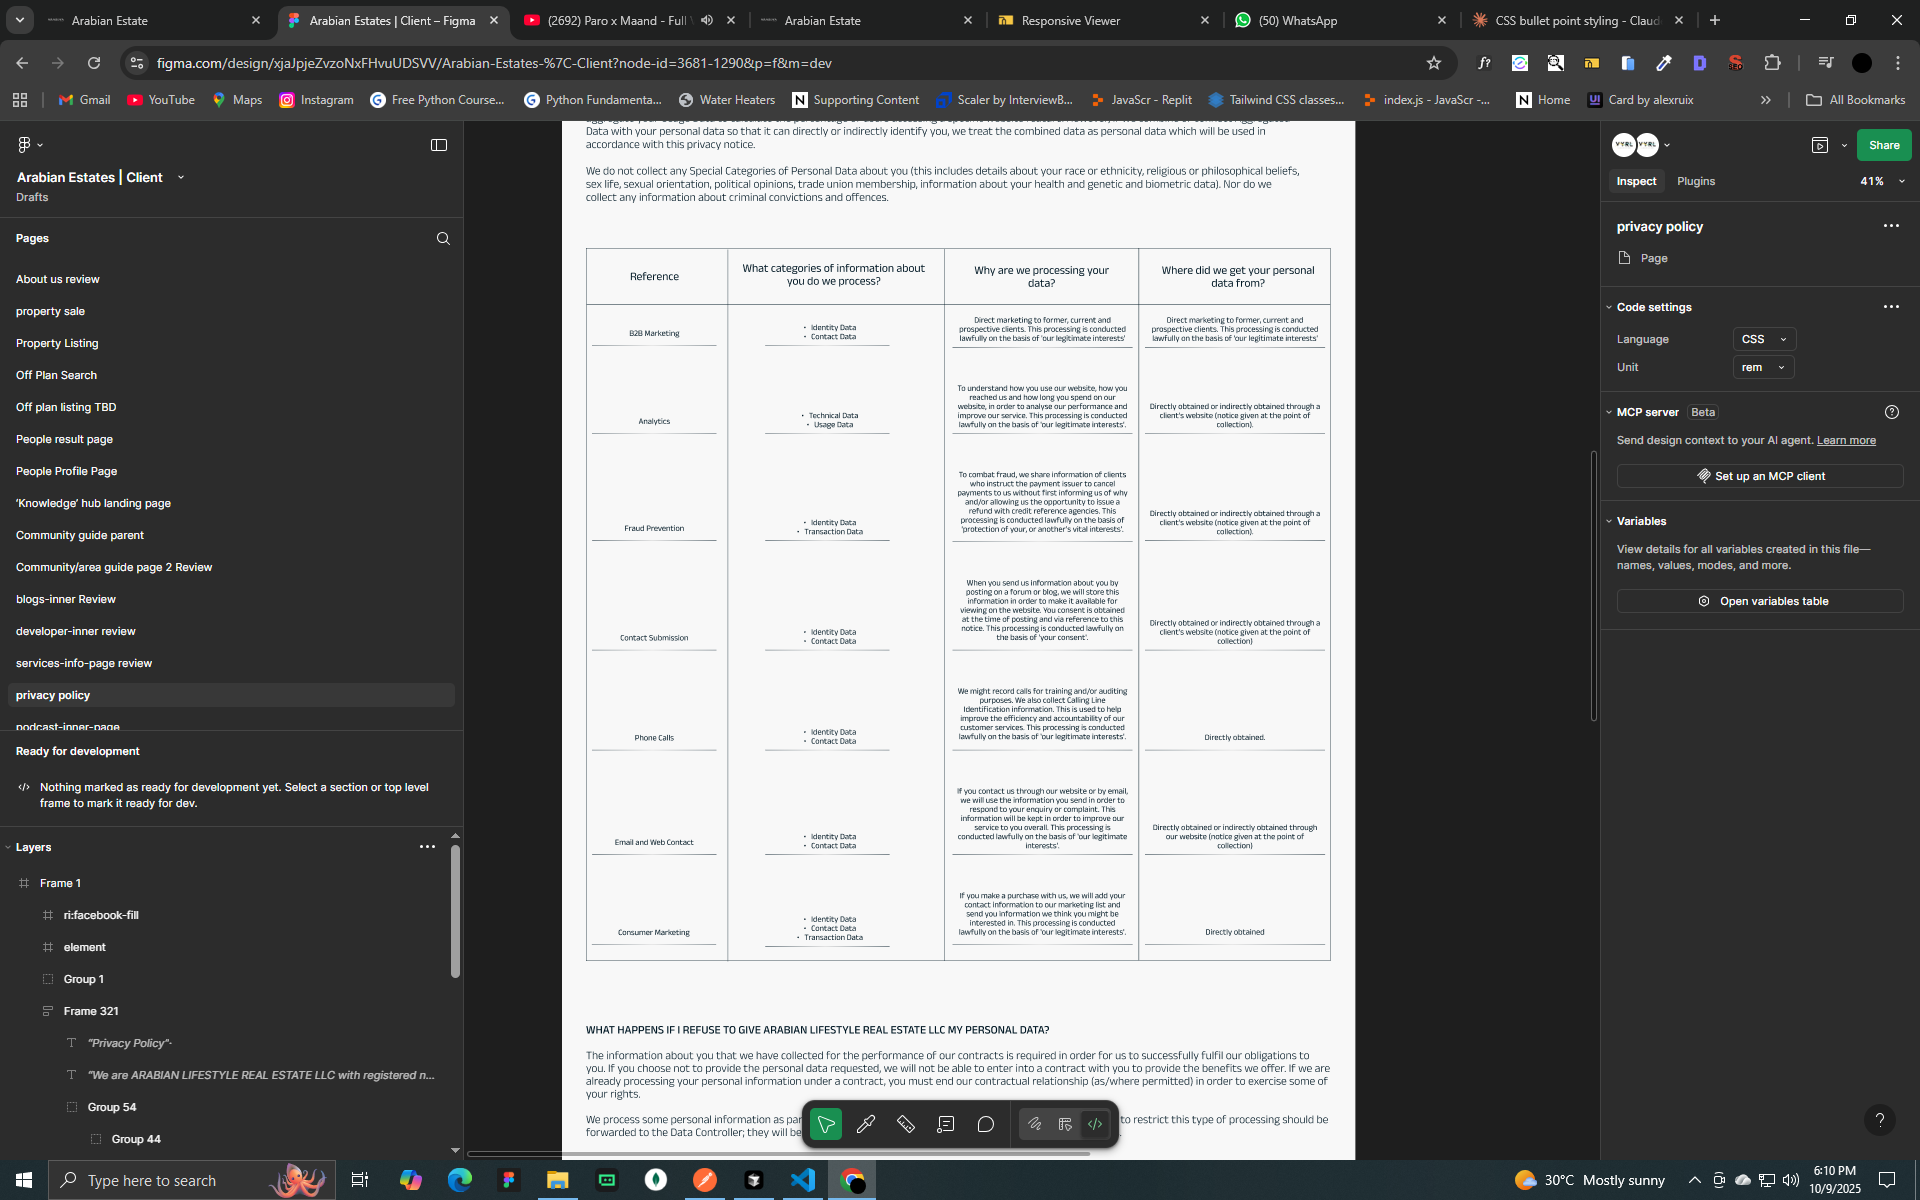 Arabian Estate
Arabian Estates | Client – Figma
(2692) Paro x Maand - Full
Arabian Estate
Responsive Viewer
(50) WhatsApp
CSS bullet point styling - Claud
figma.com/design/xjaJpjeZvzoNxFHvuUDSVV/Arabian-Estates-%7C-Client?node-id=3681-1290&p=f&m=dev
Gmail
YouTube
Maps
Instagram
Free Python Course...
Python Fundamenta...
Water Heaters
Supporting Content
Scaler by InterviewB...
JavaScr - Replit
Tailwind CSS classes...
index.js - JavaScr -...
Home
Card by alexruix
All Bookmarks
Arabian Estates | Client
Drafts
Pages
About us review
property sale
Property Listing
Off Plan Search
Off plan listing TBD
People result page
People Profile Page
‘Knowledge’ hub landing page
Community guide parent
Community/area guide page 2 Review
blogs-inner Review
developer-inner review
services-info-page review
privacy policy
podcast-inner-page
Ready for development
Nothing marked as ready for development yet. Select a section or top level
frame to mark it ready for dev.
Layers
Frame 1
ri:facebook-fill
element
Group 1
Frame 321
"Privacy Policy"
"We are ARABIAN LIFESTYLE REAL ESTATE LLC with registered n...
Group 54
Group 44
Data with your personal data so that it can directly or indirectly identify you, we treat the combined data as personal data which will be used in
accordance with this privacy notice.
We do not collect any Special Categories of Personal Data about you (this includes details about your race or ethnicity, religious or philosophical beliefs,
sex life, sexual orientation, political opinions, trade union membership, information about your health and genetic and biometric data). Nor do we
collect any information about criminal convictions and offences.
Reference
What categories of information about
you do we process?
Why are we processing your
data?
Where did we get your personal
data from?
B2B Marketing
• Identity Data
• Contact Data
Direct marketing to former, current and
prospective clients. This processing is conducted
lawfully on the basis of 'our legitimate interests'
Direct marketing to former, current and
prospective clients. This processing is conducted
lawfully on the basis of 'our legitimate interests'
Analytics
• Technical Data
• Usage Data
To understand how you use our website, how you
reached us and how long you spend on our
website, in order to analyse our performance and
improve our service. This processing is conducted
lawfully on the basis of 'our legitimate interests'.
Directly obtained or indirectly obtained through a
client's website (notice given at the point of
collection).
Fraud Prevention
• Identity Data
• Transaction Data
To combat fraud, we share information of clients
who instruct the payment issuer to cancel
payments to us without first informing us of why
and/or allowing us the opportunity to issue a
refund with credit reference agencies. This
processing is conducted lawfully on the basis of
'protection of your, or another's vital interests'.
Directly obtained or indirectly obtained through a
client's website (notice given at the point of
collection).
Contact Submission
• Identity Data
• Contact Data
When you send us information about you by
posting on a forum or blog, we will store this
information in order to make it available for
viewing on the website. You consent is obtained
at the time of posting and via reference to this
notice. This processing is conducted lawfully on
the basis of 'your consent'.
Directly obtained or indirectly obtained through a
client's website (notice given at the point of
collection)
Phone Calls
• Identity Data
• Contact Data
We might record calls for training and/or auditing
purposes. We also collect Calling Line
Identification information. This is used to help
improve the efficiency and accountability of our
customer services. This processing is conducted
lawfully on the basis of 'our legitimate interests'.
Directly obtained.
Email and Web Contact
• Identity Data
• Contact Data
If you contact us through our website or by email,
we will use the information you send in order to
respond to your enquiry or complaint. This
information will be kept in order to improve our
service to you overall. This processing is
conducted lawfully on the basis of 'our legitimate
interests'.
Directly obtained or indirectly obtained through
our website (notice given at the point of
collection)
Consumer Marketing
• Identity Data
• Contact Data
• Transaction Data
If you make a purchase with us, we will add your
contact information to our marketing list and
send you information we think you might be
interested in. This processing is conducted
lawfully on the basis of 'our legitimate interests'.
Directly obtained
WHAT HAPPENS IF I REFUSE TO GIVE ARABIAN LIFESTYLE REAL ESTATE LLC MY PERSONAL DATA?
The information about you that we have collected for the performance of our contracts is required in order for us to successfully fulfil our obligations to
you. If you choose not to provide the personal data requested, we will not be able to enter into a contract with you to provide the benefits we offer. If we are
already processing your personal information under a contract, you must end our contractual relationship (as/where permitted) in order to exercise some of
your rights.
We process some personal information as par to restrict this type of processing should be
forwarded to the Data Controller; they will be
VYRL VYRL
Share
Inspect
Plugins
41%
privacy policy
Page
Code settings
Language
CSS
Unit
rem
MCP server
Beta
Send design context to your AI agent. Learn more
Set up an MCP client
Variables
View details for all variables created in this file—
names, values, modes, and more.
Open variables table
Type here to search
30°C Mostly sunny
6:10 PM
10/9/2025